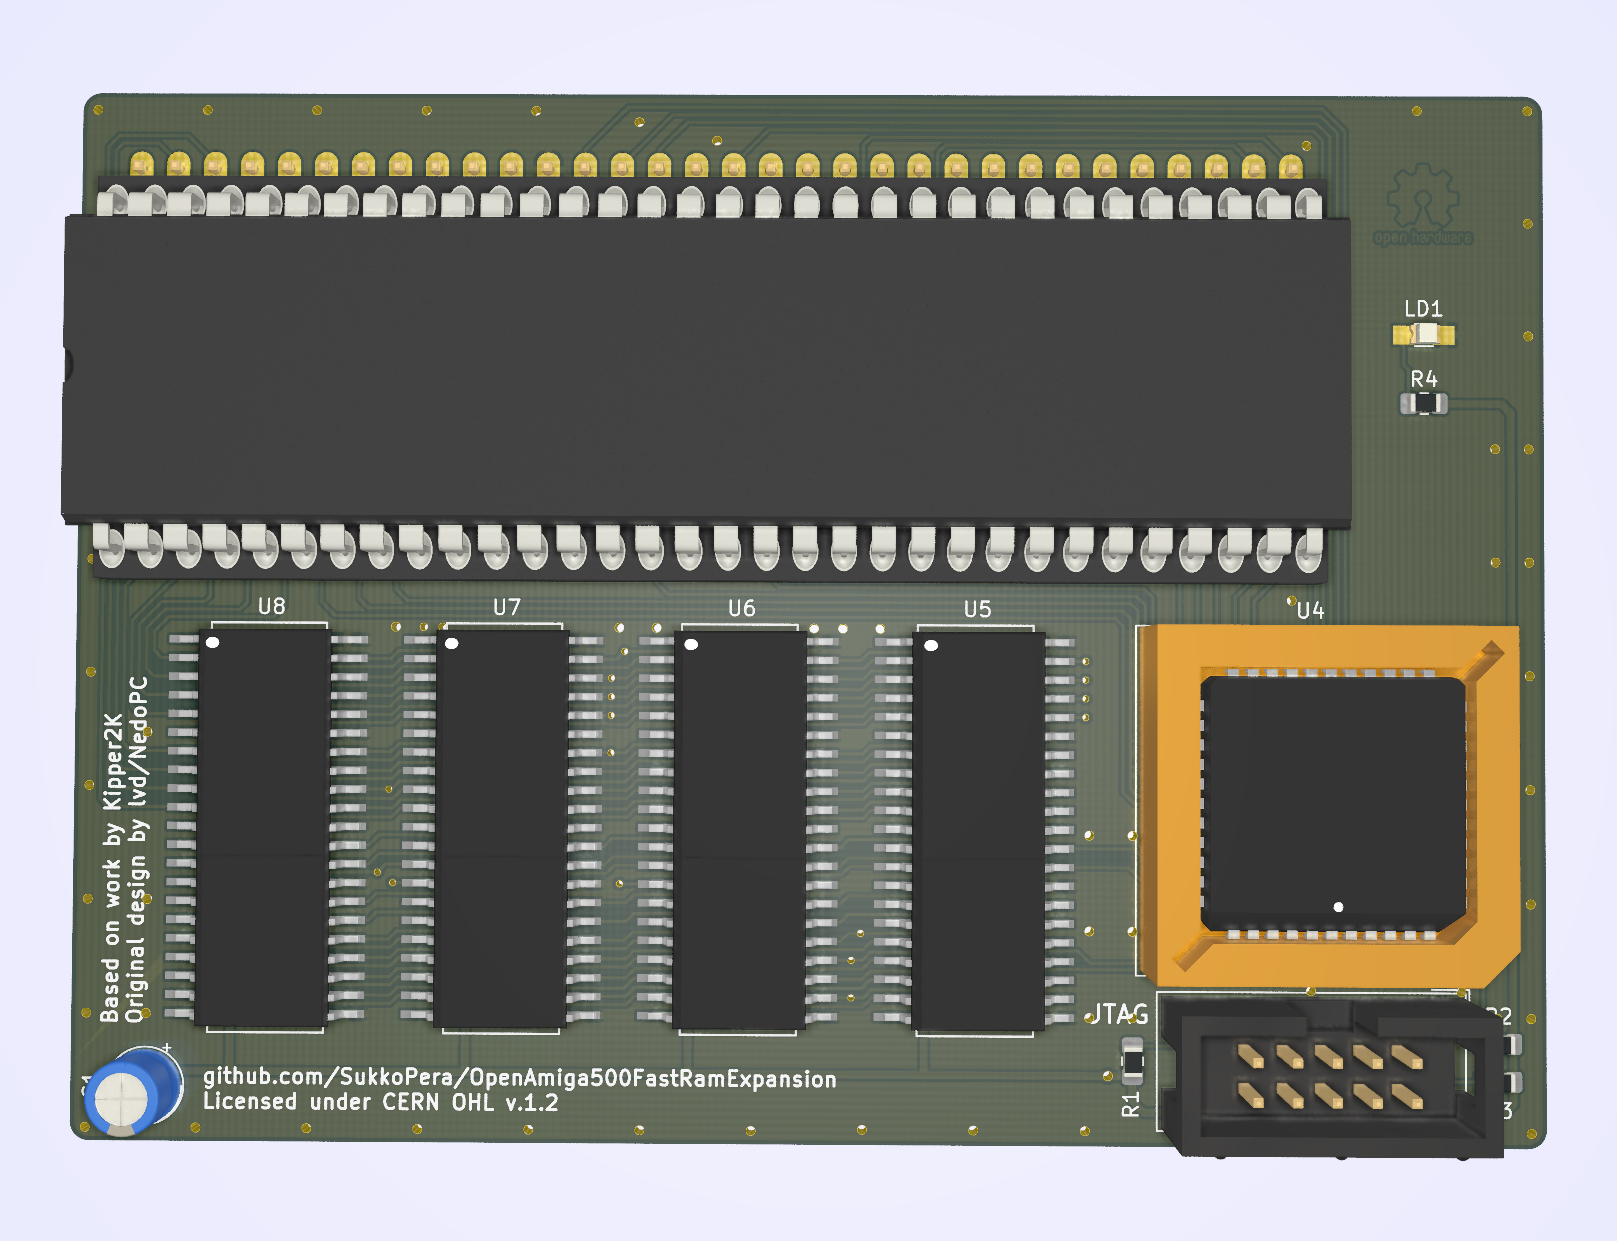 open hardware
LD1
R4
U8
U7
U6
U5
U4
Based on work by Kipper2K
Original design by lvd/NedoPC
JTAG
R1
+
github.com/SukkoPera/OpenAmiga500FastRamExpansion
Licensed under CERN OHL v.1.2